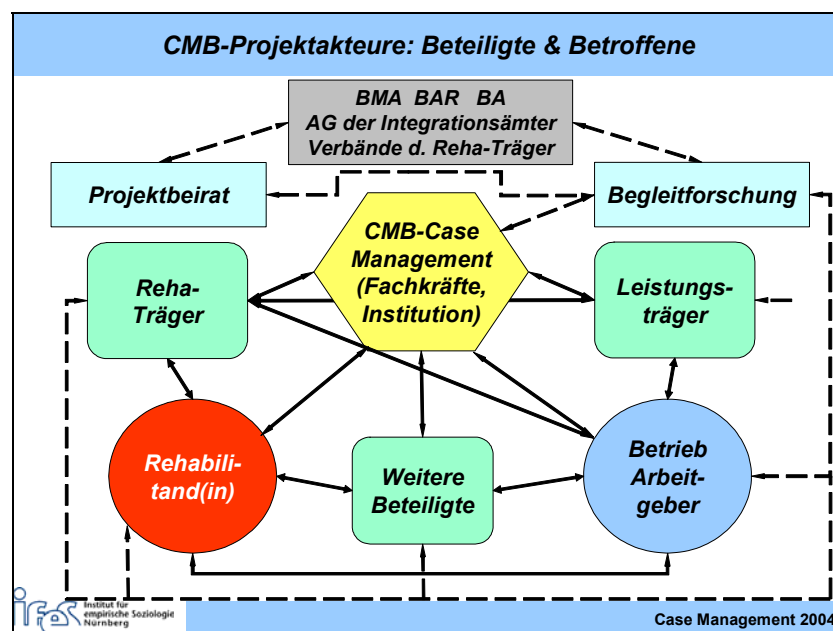 CMB-Projektakteure: Beteiligte & Betroffene
BMA BAR BA
AG der Integrationsämter
Verbände d. Reha-Träger
Projektbeirat
Begleitforschung
CMB-Case
Management
(Fachkräfte,
Institution)
Reha-
Träger
Leistungs-
träger
Rehabili-
tand(in)
Weitere
Beteiligte
Betrieb
Arbeit-
geber
ifes
Institut für
empirische Soziologie
Nürnberg
Case Management 2004